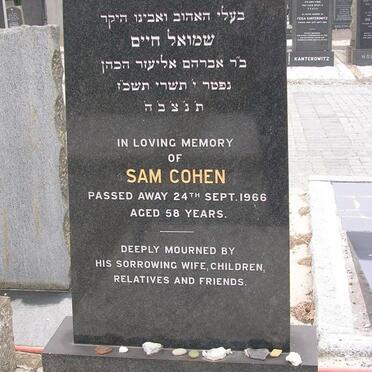 בעלי האהוב ואבינו היקר
שמואל חיים
ב״ר אברהם אליעזר הכהן
נפטר י׳ תשרי תשכ״ז
ת נ צ ב ה
IN LOVING MEMORY
OF
SAM COHEN
PASSED AWAY 24TH SEPT. 1966
AGED 58 YEARS.
DEEPLY MOURNED BY
HIS SORROWING WIFE, CHILDREN,
RELATIVES AND FRIENDS.
KANTEROWITZ